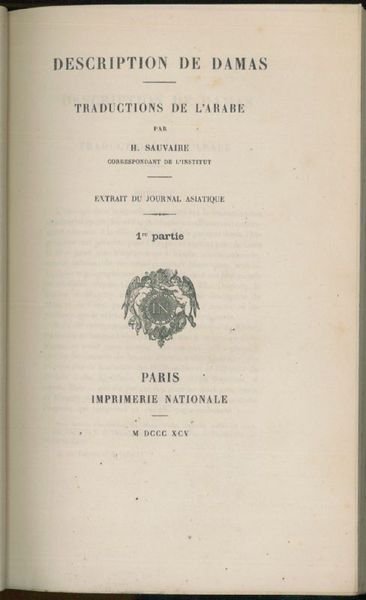 DESCRIPTION DE DAMAS
TRADUCTIONS DE L'ARABE
PAR
H. SAUVAIRE
CORRESPONDANT DE L'INSTITUT
EXTRAIT DU JOURNAL ASIATIQUE
1re partie
IN
PARIS
IMPRIMERIE NATIONALE
M DCCC XCV